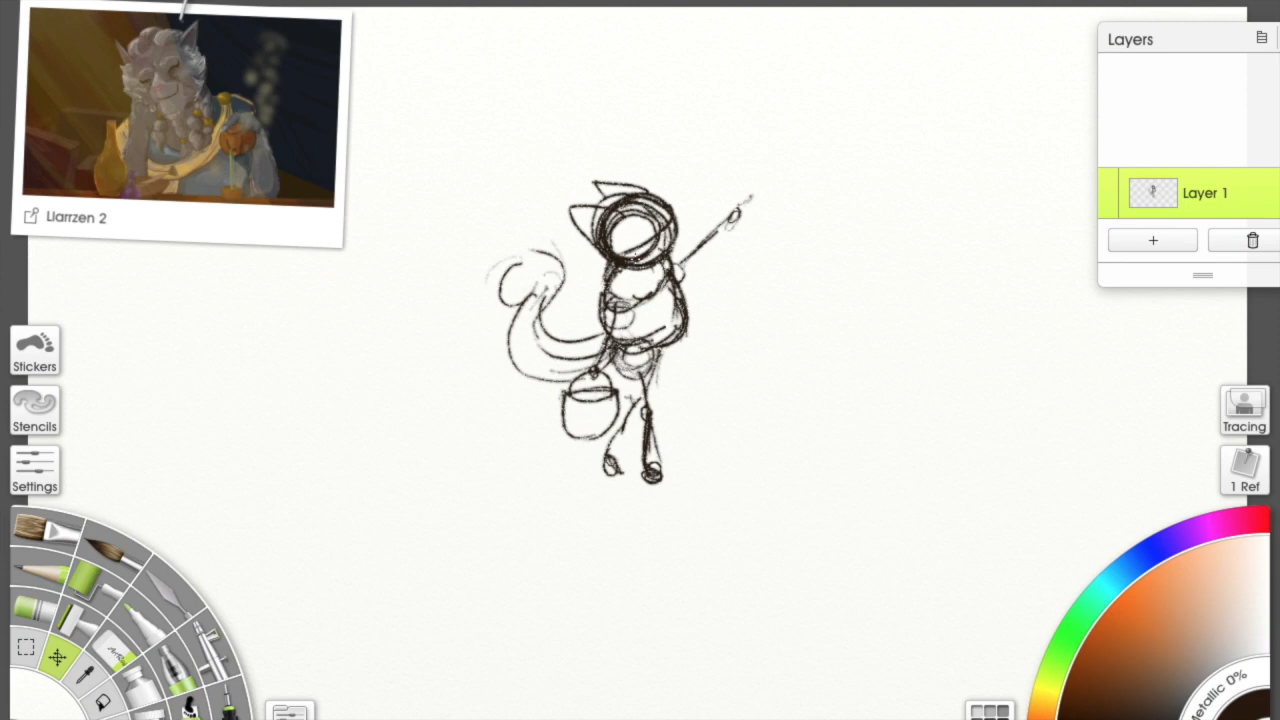 Llarrzen 2
Layers
Layer 1
Stickers
Stencils
Settings
Tracing
1 Ref
Metallic 0%